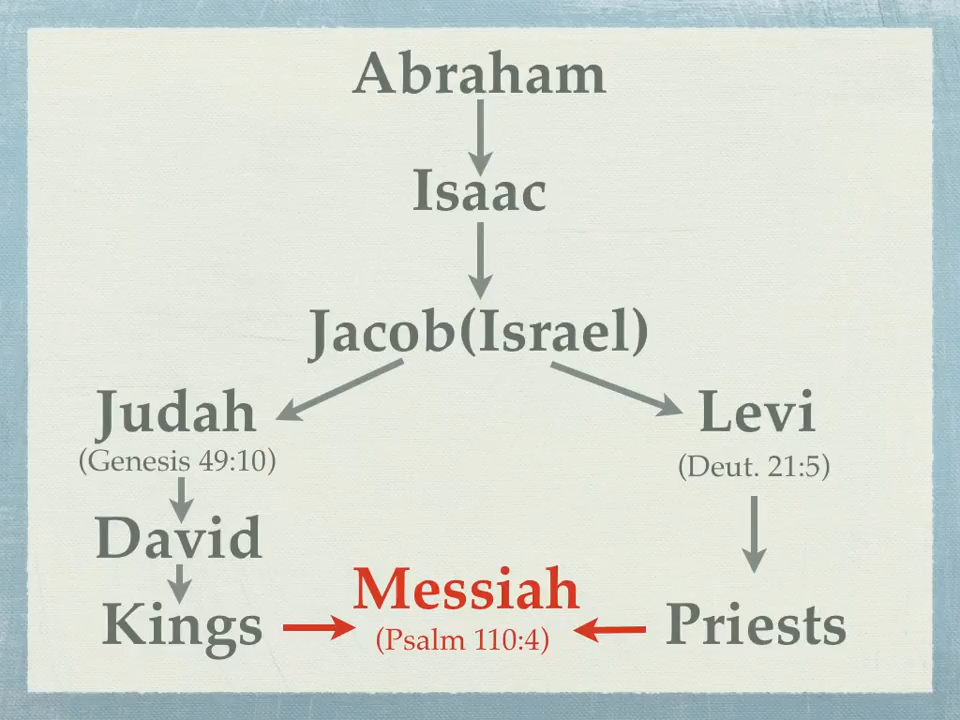 Abraham
Isaac
Jacob(Israel)
Judah
(Genesis 49:10)
Levi
(Deut. 21:5)
David
Kings
Messiah
(Psalm 110:4)
Priests